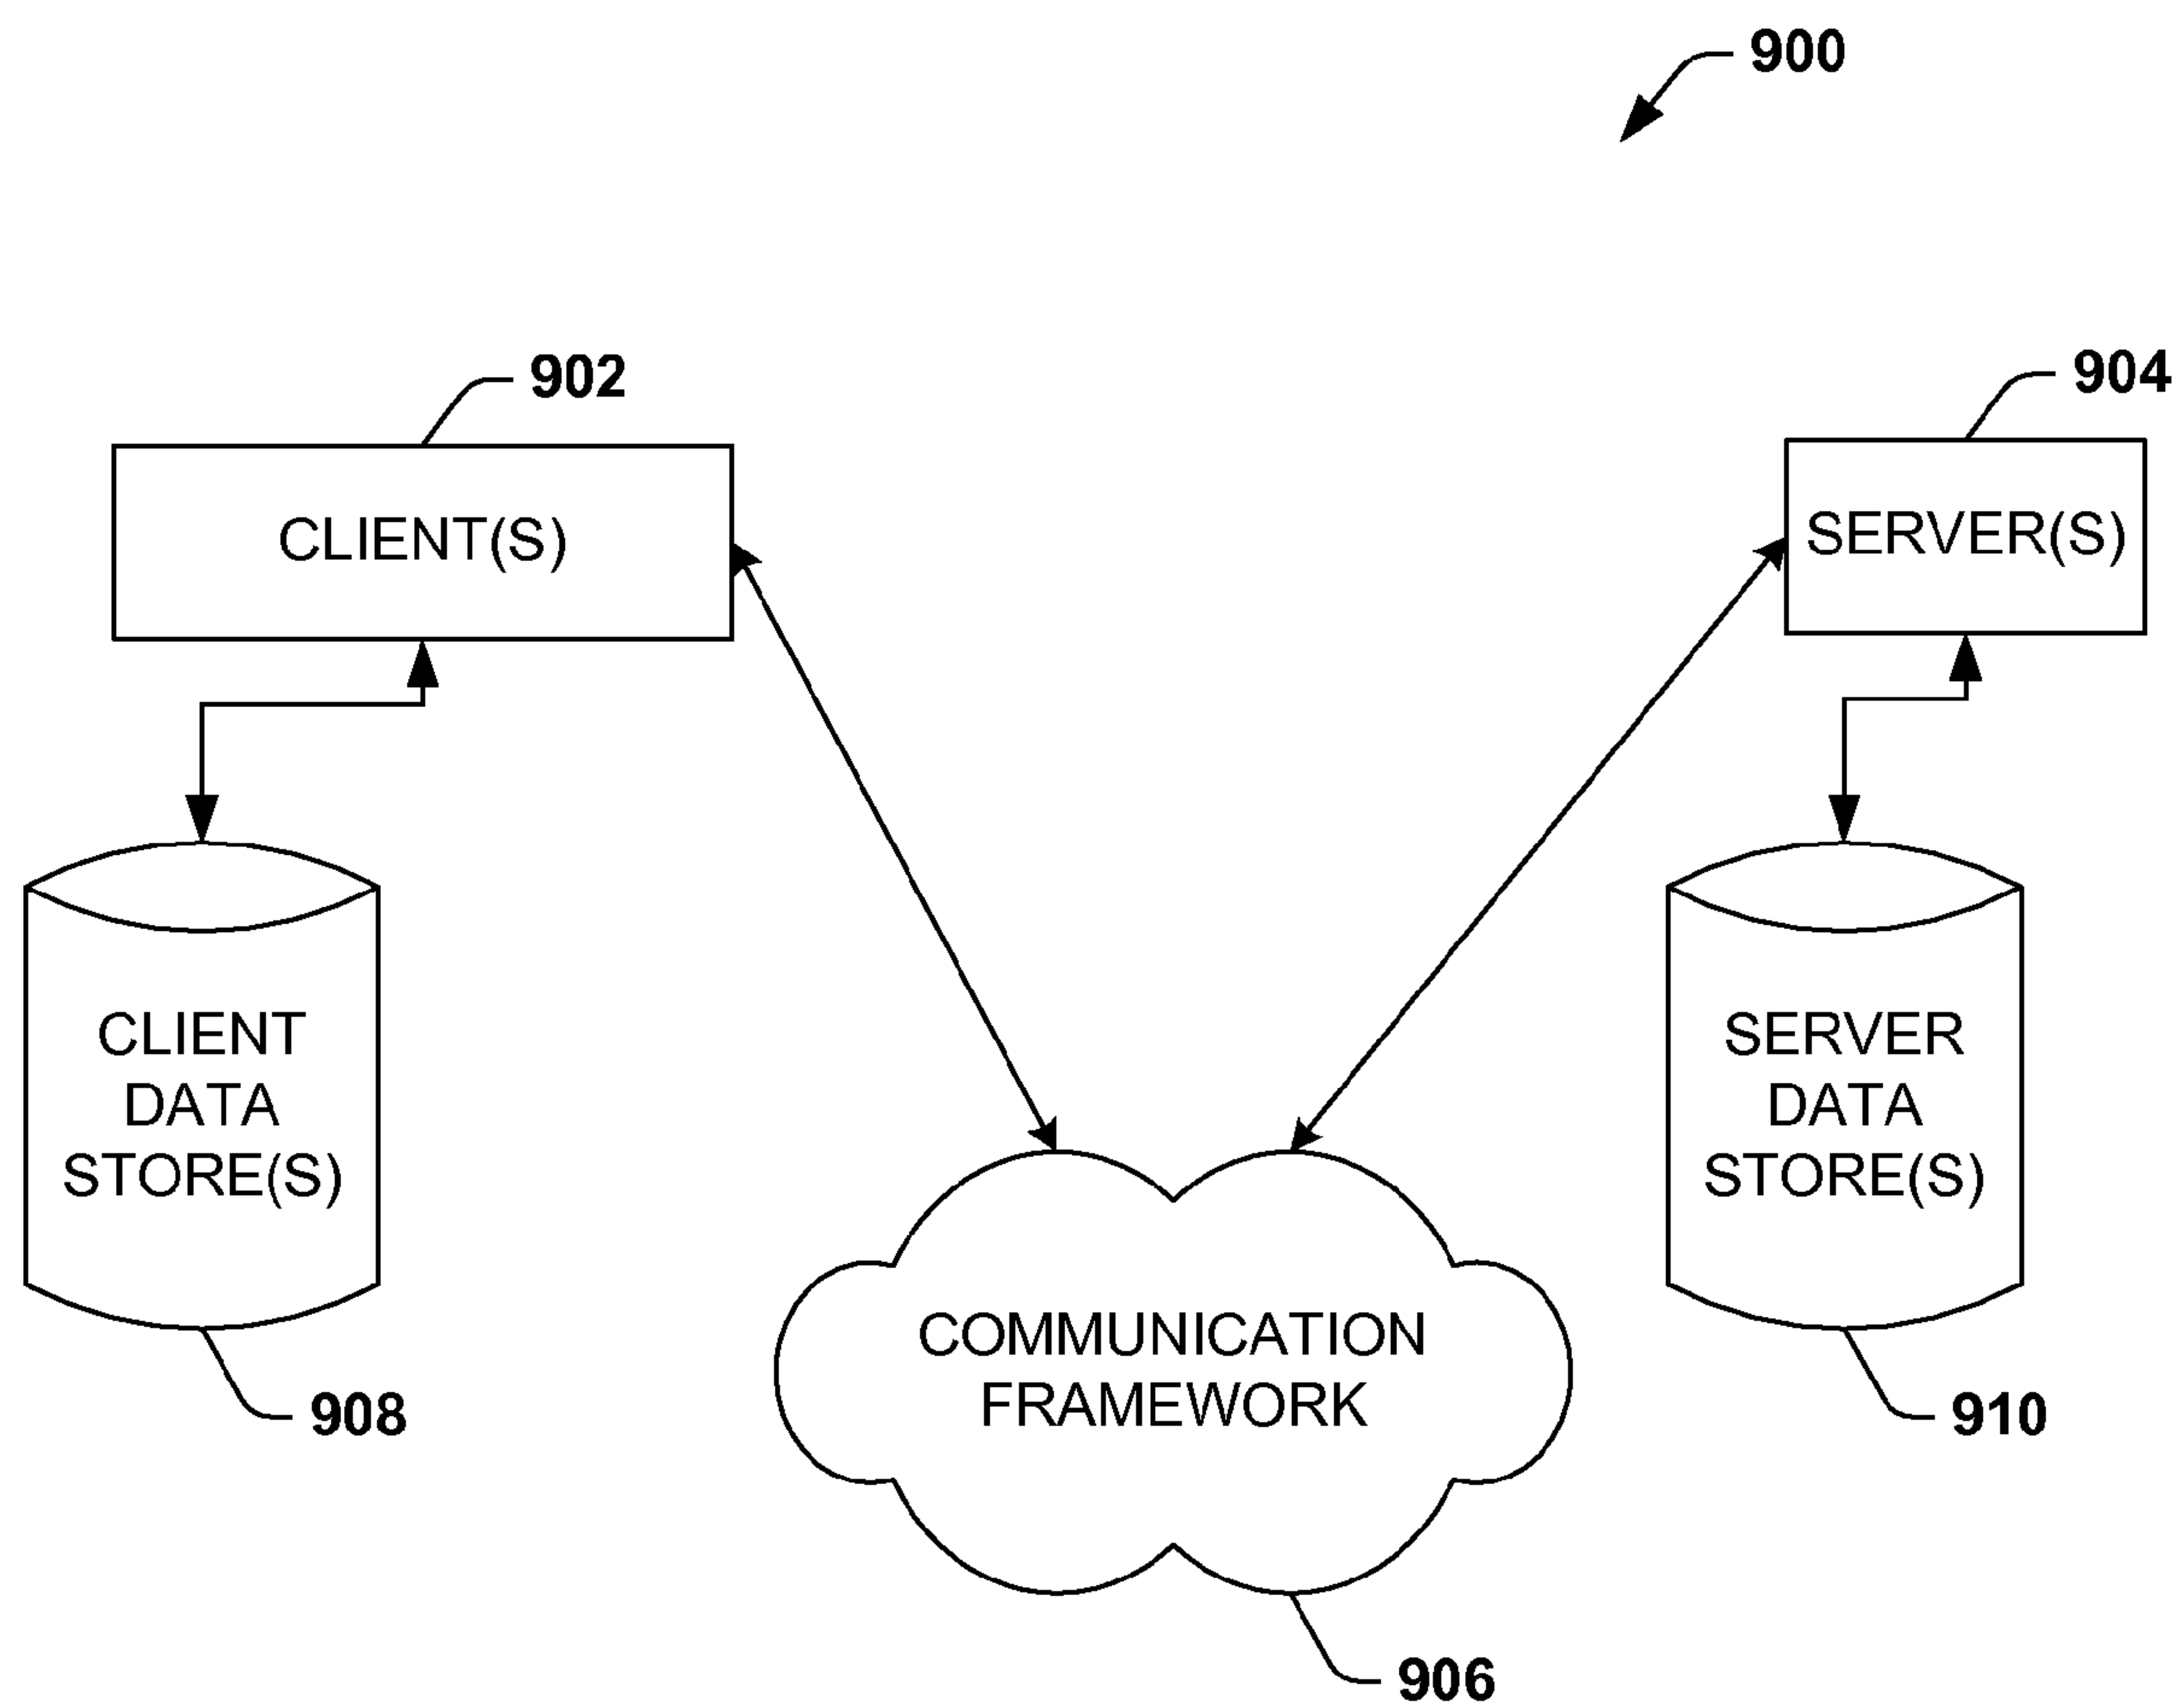 900
902
904
CLIENT(S)
SERVER(S)
CLIENT
DATA
STORE(S)
SERVER
DATA
STORE(S)
COMMUNICATION
FRAMEWORK
908
910
906